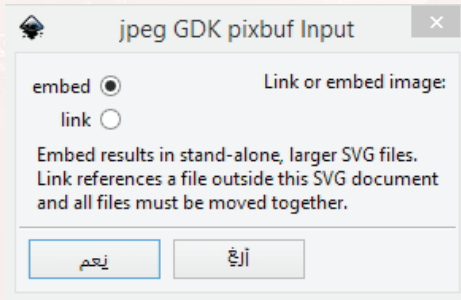 jpeg GDK pixbuf Input
Link or embed image:
embed
link
Embed results in stand-alone, larger SVG files.
Link references a file outside this SVG document
and all files must be moved together.
أرغ
نعم